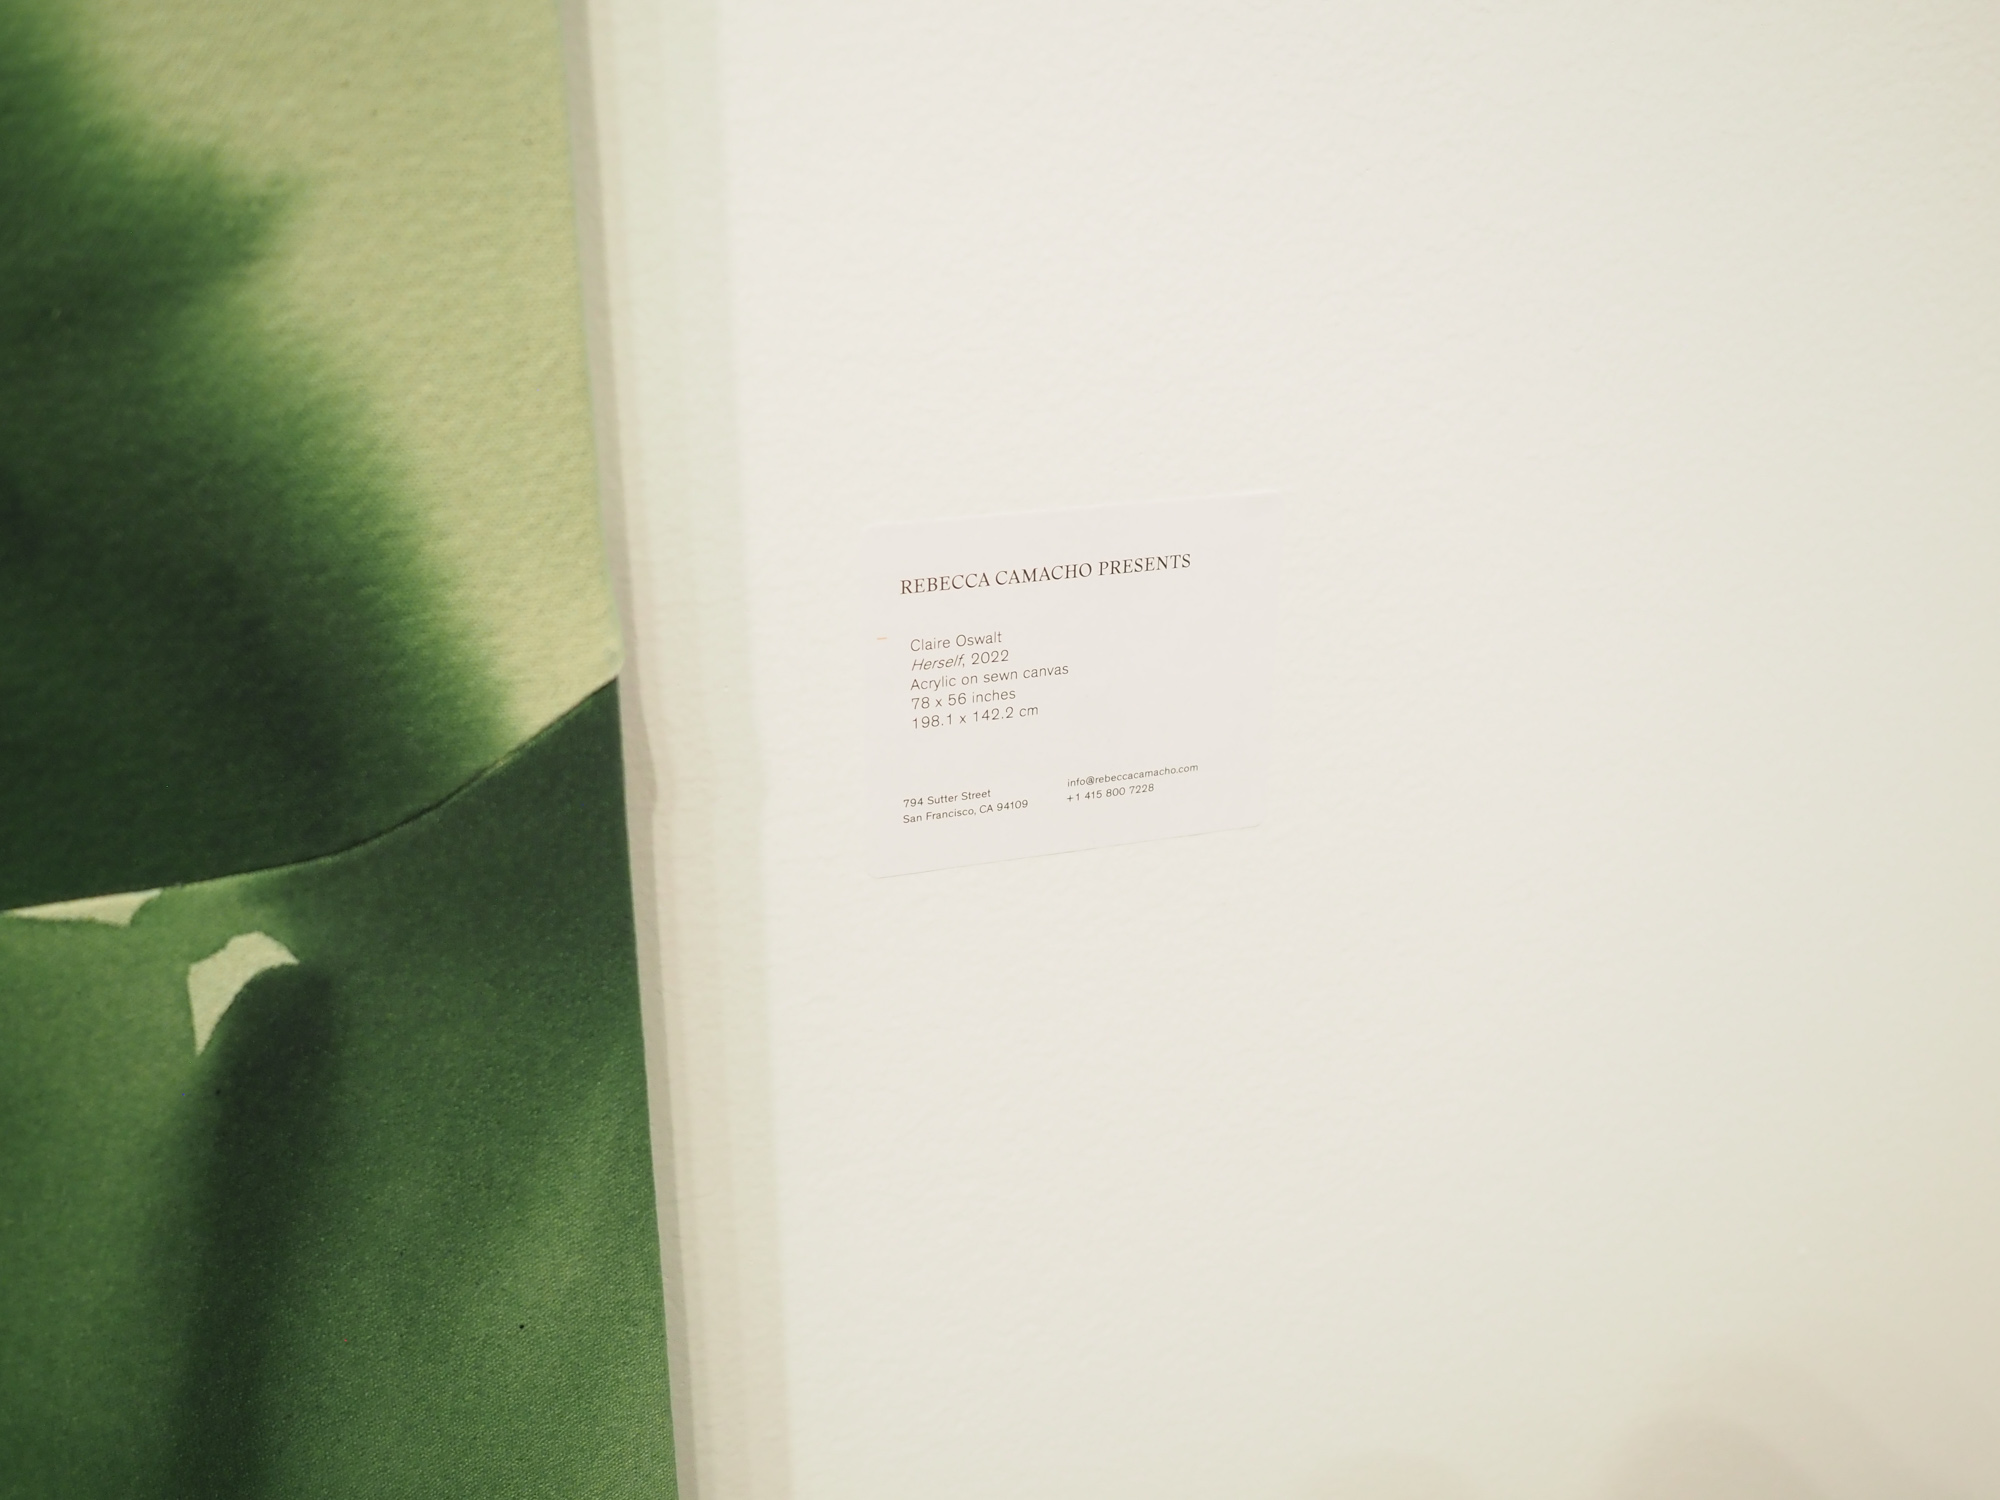 REBECCA CAMACHO PRESENTS
Claire Oswalt
Herself, 2022
Acrylic on sewn canvas
78 x 56 inches
198.1 x 142.2 cm
794 Sutter Street
San Francisco, CA 94109
info@rebeccacamacho.com
+1 415 800 7228